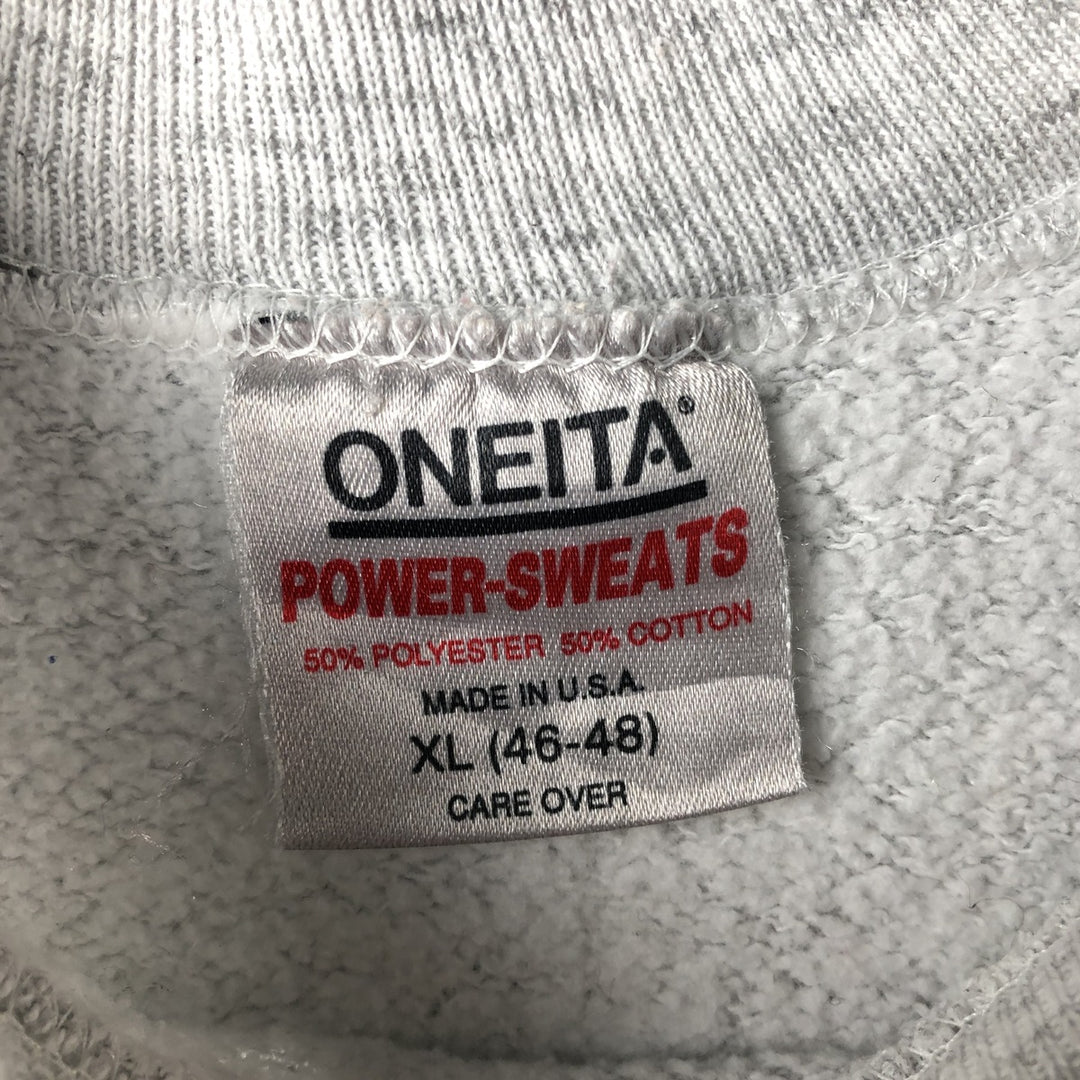 ONEITA®
POWER-SWEATS
50% POLYESTER 50% COTTON
MADE IN U.S.A.
XL (46-48)
CARE OVER